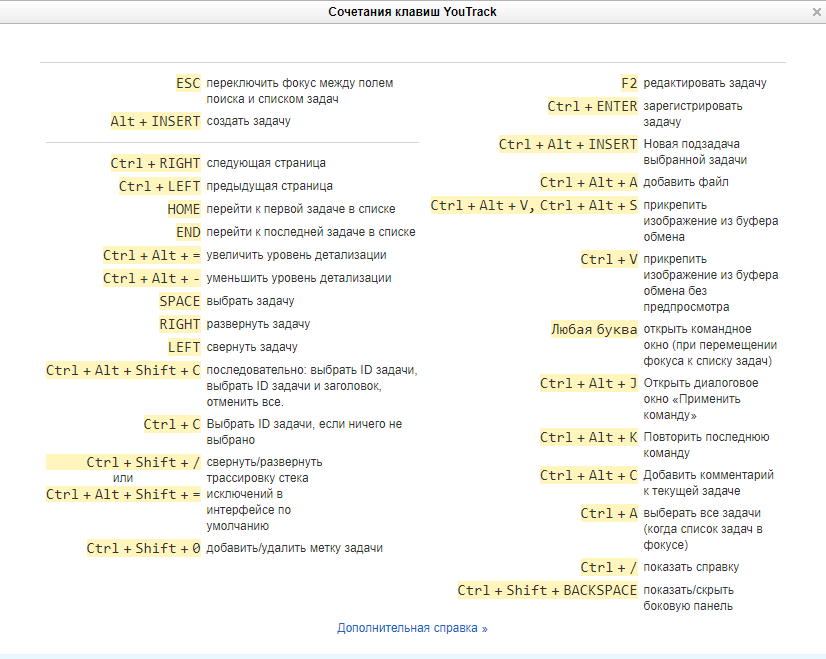 Сочетания клавиш YouTrack
ESC переключить фокус между полем
поиска и списком задач
Alt + INSERT создать задачу
Ctrl + RIGHT следующая страница
Ctrl + LEFT предыдущая страница
HOME перейти к первой задаче в списке
END перейти к последней задаче в списке
Ctrl + Alt + = увеличить уровень детализации
Ctrl + Alt + - уменьшить уровень детализации
SPACE выбрать задачу
RIGHT развернуть задачу
LEFT свернуть задачу
Ctrl + Alt + Shift + C последовательно: выбрать ID задачи,
выбрать ID задачи и заголовок,
отменить все.
Ctrl + C Выбрать ID задачи, если ничего не
выбрано
Ctrl + Shift + / свернуть/развернуть
или трассировку стека
Ctrl + Alt + Shift + = исключений в
интерфейсе по
умолчанию
Ctrl + Shift + 0 добавить/удалить метку задачи
F2 редактировать задачу
Ctrl + ENTER зарегистрировать
задачу
Ctrl + Alt + INSERT Новая подзадача
выбранной задачи
Ctrl + Alt + A добавить файл
Ctrl + Alt + V, Ctrl + Alt + S прикрепить
изображение из буфера
обмена
Ctrl + V прикрепить
изображение из буфера
обмена без
предпросмотра
Любая буква открыть командное
окно (при перемещении
фокуса к списку задач)
Ctrl + Alt + J Открыть диалоговое
окно «Применить
команду»
Ctrl + Alt + K Повторить последнюю
команду
Ctrl + Alt + C Добавить комментарий
к текущей задаче
Ctrl + A выберать все задачи
(когда список задач в
фокусе)
Ctrl + / показать справку
Ctrl + Shift + BACKSPACE показать/скрыть
боковую панель
Дополнительная справка »